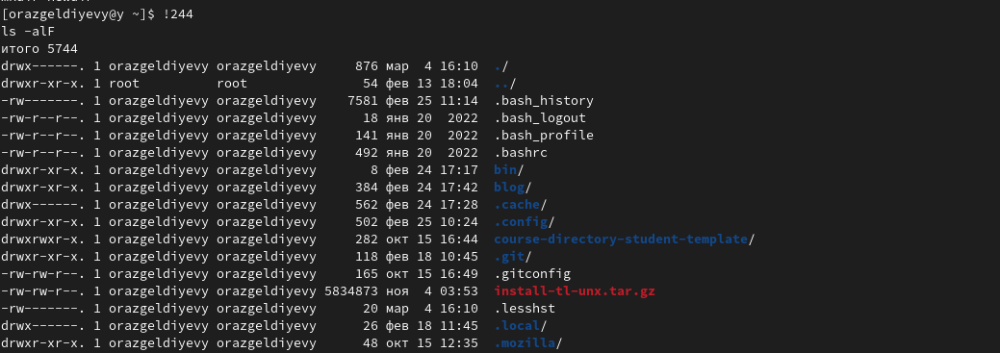 [orazgeldiyevy@y ~]$ !244
ls -alF
итого 5744
drwx------. 1 orazgeldiyevy orazgeldiyevy     876 мар  4 16:10  ./
drwxr-xr-x. 1 root          root               54 фев 13 18:04  ../
-rw-------. 1 orazgeldiyevy orazgeldiyevy    7581 фев 25 11:14  .bash_history
-rw-r--r--. 1 orazgeldiyevy orazgeldiyevy      18 янв 20  2022  .bash_logout
-rw-r--r--. 1 orazgeldiyevy orazgeldiyevy     141 янв 20  2022  .bash_profile
-rw-r--r--. 1 orazgeldiyevy orazgeldiyevy     492 янв 20  2022  .bashrc
drwxr-xr-x. 1 orazgeldiyevy orazgeldiyevy       8 фев 24 17:17  bin/
drwxr-xr-x. 1 orazgeldiyevy orazgeldiyevy     384 фев 24 17:42  blog/
drwx------. 1 orazgeldiyevy orazgeldiyevy     562 фев 24 17:28  .cache/
drwxr-xr-x. 1 orazgeldiyevy orazgeldiyevy     502 фев 25 10:24  .config/
drwxrwxr-x. 1 orazgeldiyevy orazgeldiyevy     282 окт 15 16:44  course-directory-student-template/
drwxr-xr-x. 1 orazgeldiyevy orazgeldiyevy     118 фев 18 10:45  .git/
-rw-rw-r--. 1 orazgeldiyevy orazgeldiyevy     165 окт 15 16:49  .gitconfig
-rw-rw-r--. 1 orazgeldiyevy orazgeldiyevy 5834873 ноя  4 03:53  install-tl-unx.tar.gz
-rw-------. 1 orazgeldiyevy orazgeldiyevy      20 мар  4 16:10  .lesshst
drwx------. 1 orazgeldiyevy orazgeldiyevy      26 фев 18 11:45  .local/
drwxr-xr-x. 1 orazgeldiyevy orazgeldiyevy      48 окт 15 12:35  .mozilla/